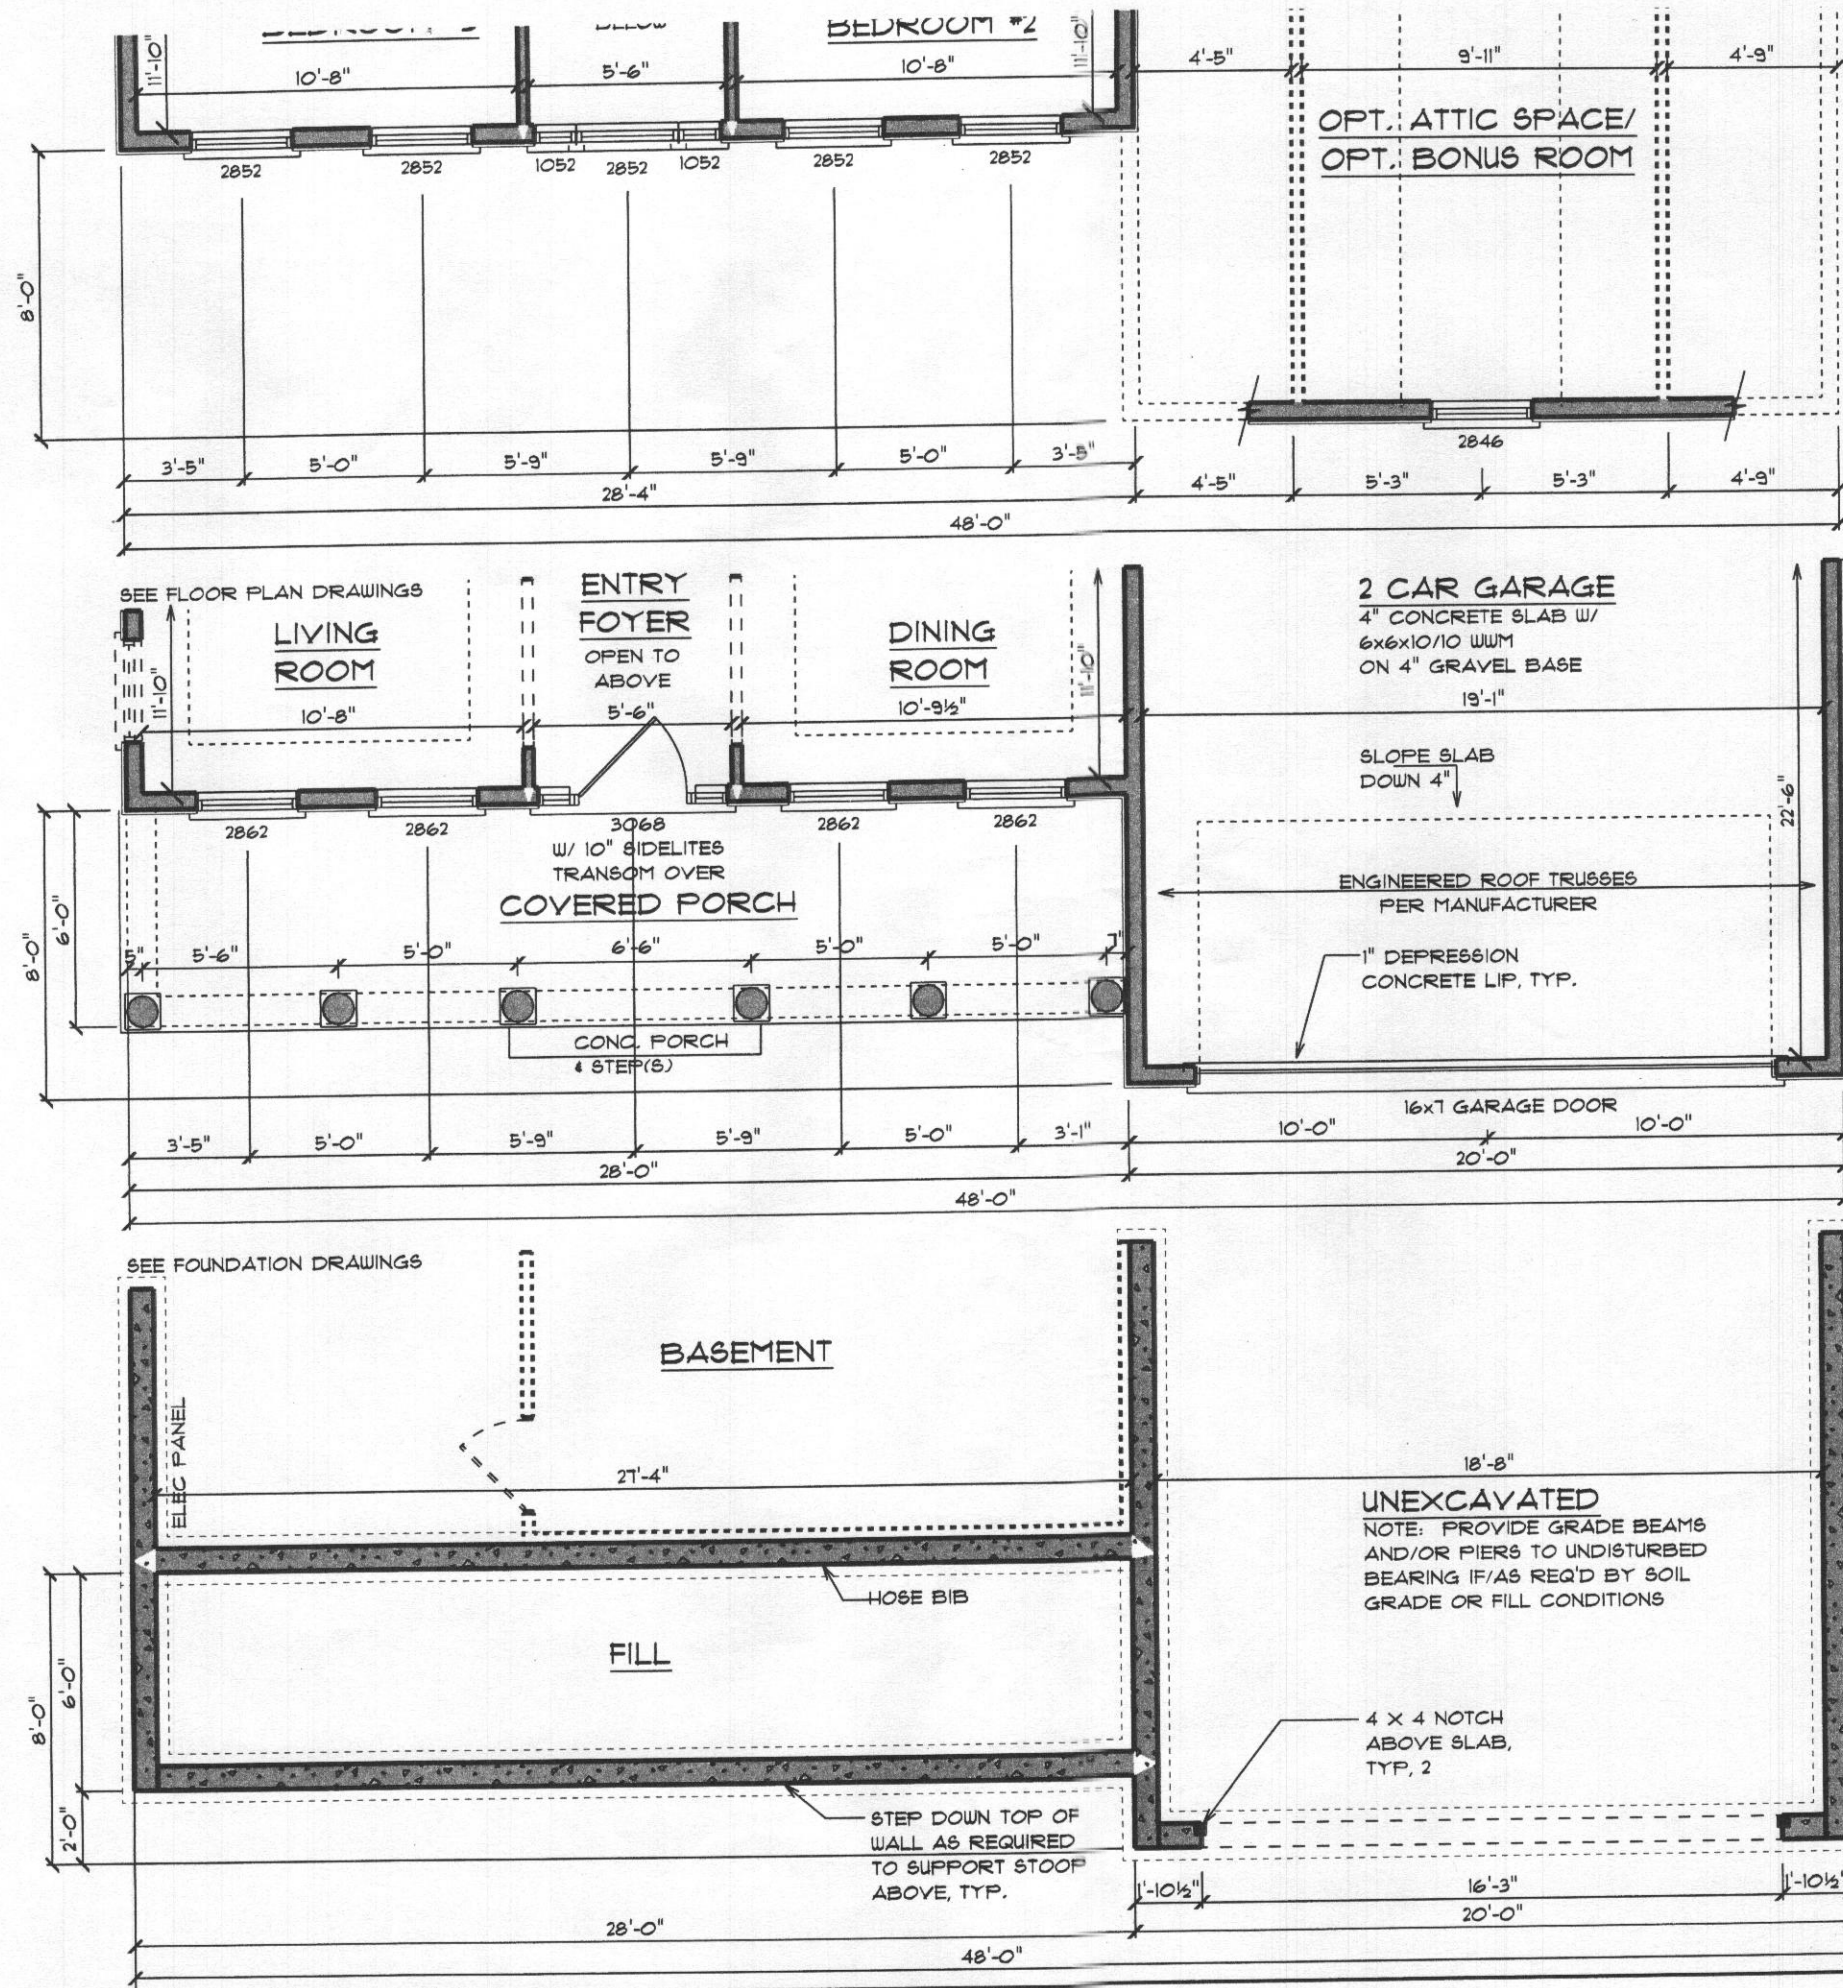 BEDROOM #2
11'-10"
10'-8"
5'-6"
10'-8"
11'-10"
4'-5"
9'-11"
4'-9"
OPT. ATTIC SPACE/
OPT. BONUS ROOM
2852
2852
1052
2852
1052
2852
2852
8'-0"
2846
3'-5"
5'-0"
5'-9"
5'-9"
5'-0"
3'-5"
4'-5"
5'-3"
5'-3"
4'-9"
28'-4"
48'-0"
SEE FLOOR PLAN DRAWINGS
LIVING
ROOM
ENTRY
FOYER
OPEN TO
ABOVE
DINING
ROOM
2 CAR GARAGE
4" CONCRETE SLAB W/
6x6x10/10 WWM
ON 4" GRAVEL BASE
11'-10"
10'-8"
5'-6"
10'-9½"
11'-10"
19'-1"
SLOPE SLAB
DOWN 4"
22'-6"
2862
2862
3068
2862
2862
W/ 10" SIDELITES
TRANSOM OVER
COVERED PORCH
ENGINEERED ROOF TRUSSES
PER MANUFACTURER
8'-0"
6'-0"
5"
5'-6"
5'-0"
6'-6"
5'-0"
5'-0"
7"
1" DEPRESSION
CONCRETE LIP, TYP.
CONC. PORCH
& STEP(S)
16x7 GARAGE DOOR
3'-5"
5'-0"
5'-9"
5'-9"
5'-0"
3'-1"
10'-0"
10'-0"
28'-0"
20'-0"
48'-0"
SEE FOUNDATION DRAWINGS
BASEMENT
ELEC PANEL
27'-4"
18'-8"
UNEXCAVATED
NOTE: PROVIDE GRADE BEAMS
AND/OR PIERS TO UNDISTURBED
BEARING IF/AS REQ'D BY SOIL
GRADE OR FILL CONDITIONS
HOSE BIB
FILL
8'-0"
6'-0"
2'-0"
4 X 4 NOTCH
ABOVE SLAB,
TYP, 2
STEP DOWN TOP OF
WALL AS REQUIRED
TO SUPPORT STOOP
ABOVE, TYP.
1'-10½"
16'-3"
1'-10½"
28'-0"
20'-0"
48'-0"